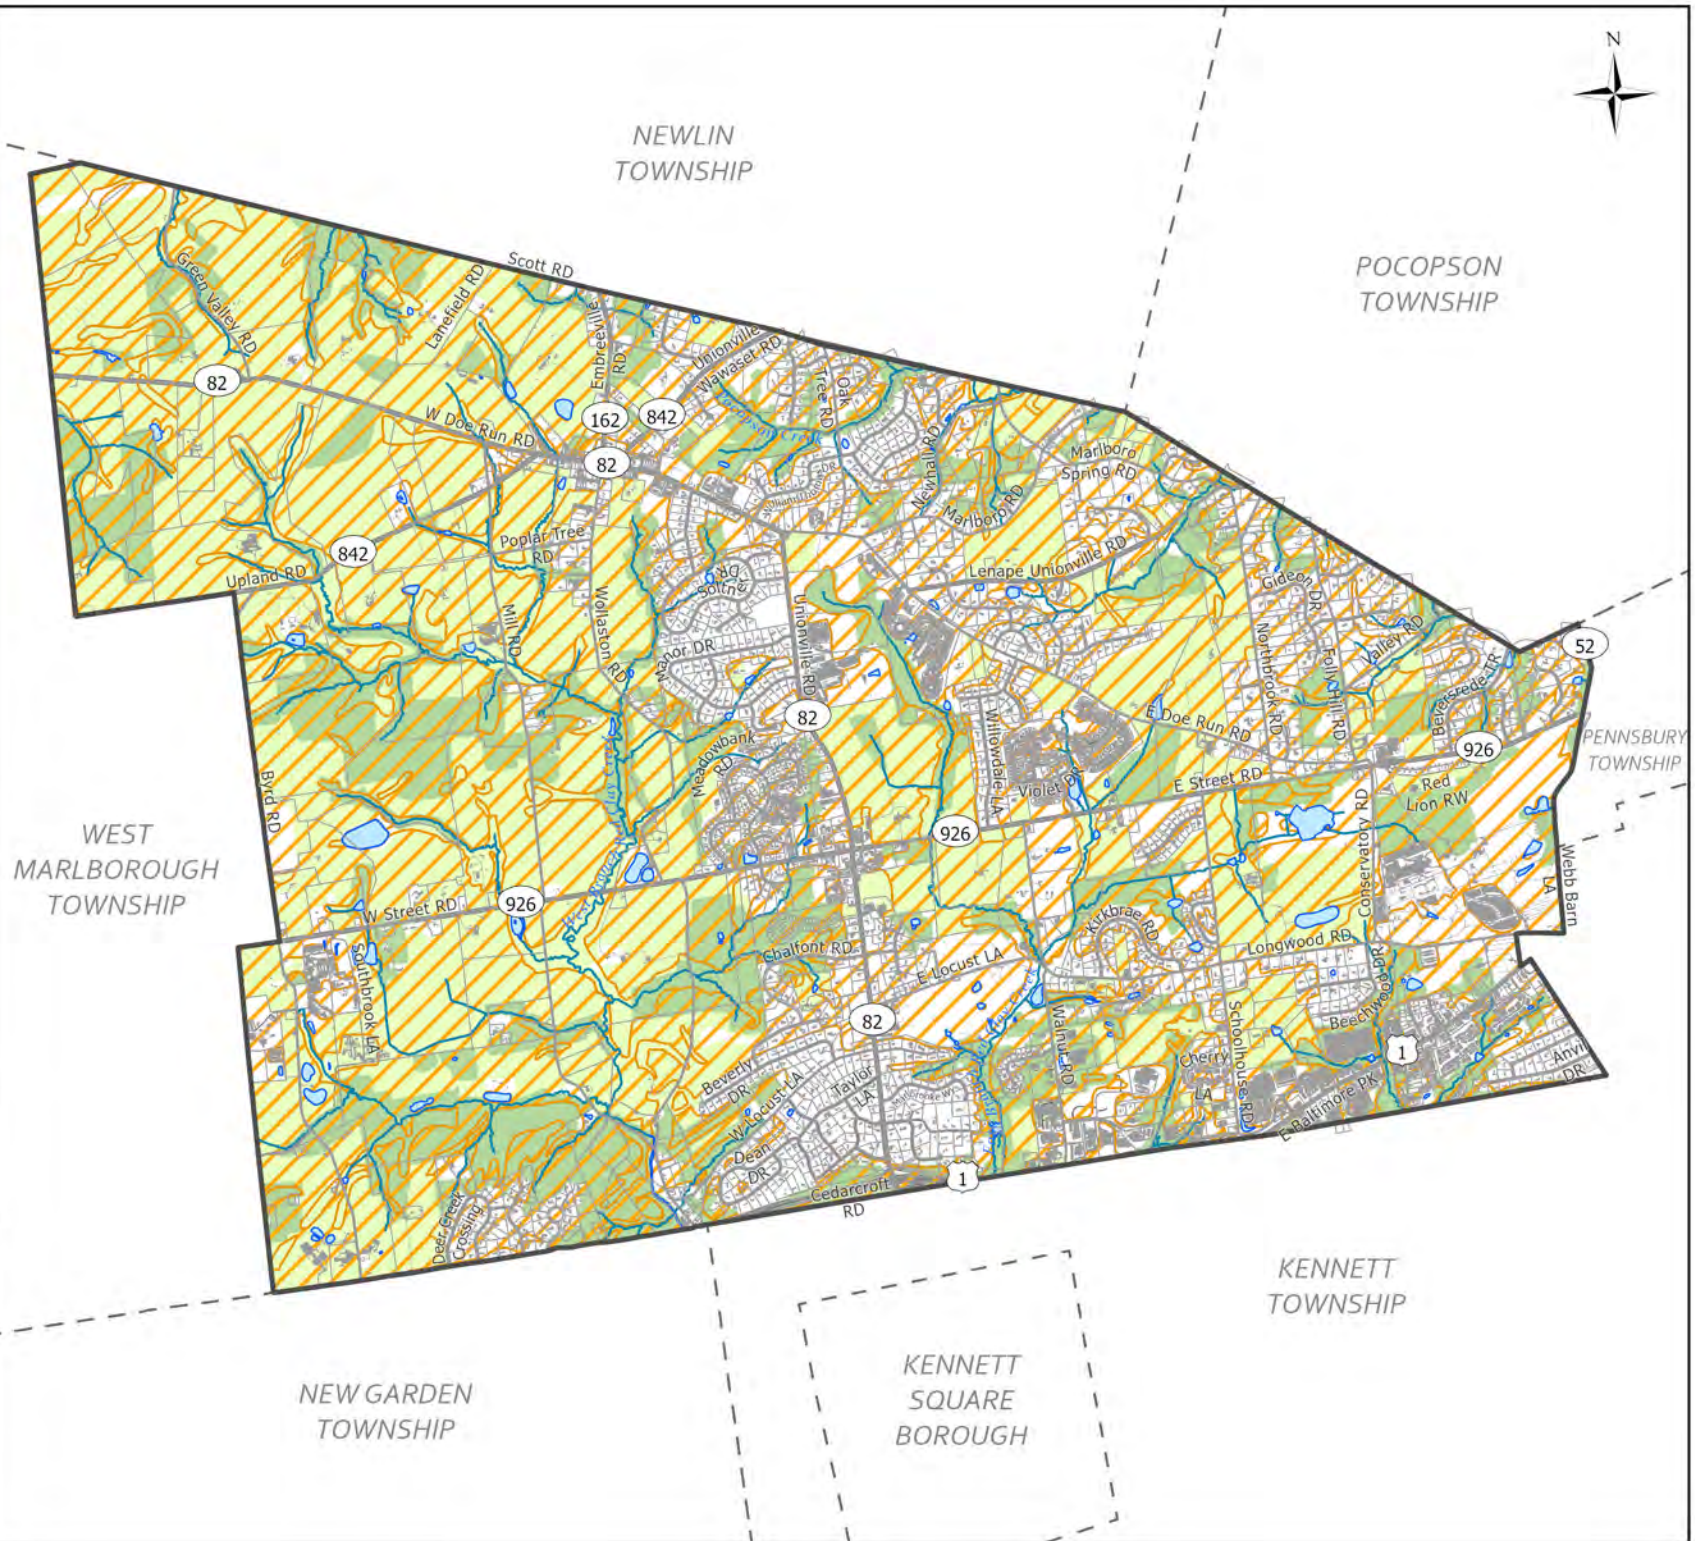 N
NEWLIN
TOWNSHIP
POCOPSON
TOWNSHIP
Scott RD
Green Valley RD
Lanefield RD
Embreeville
RD
Unionville
Wawaset RD
Oak
Tree RD
82
162
842
W Doe Run RD
82
Pocopson Creek
Newhall RD
Marlboro
Spring RD
Marlboro RD
842
Upland RD
Poplar Tree
RD
Soltner
DR
Lenape Unionville RD
Gideon DR
Mill RD
Wollaston RD
Unionville RD
Manor DR
Northbrook RD
Folly Hill RD
Valley RD
52
Beversrede TR
82
Willowdale LA
E Doe Run RD
926
PENNSBURY
TOWNSHIP
Meadowbank
RD
Violet DR
E Street RD
Red
Lion RW
Byrd RD
WEST
MARLBOROUGH
TOWNSHIP
926
Conservatory RD
Webb Barn
LA
W Street RD
926
Kirkbrae RD
Chalfont RD
Longwood RD
E Locust LA
Southbrook LA
82
Beechwood DR
Walnut RD
Schoolhouse RD
Cherry
LA
1
Anvil
DR
Beverly
DR
W Locust LA
Taylor
LA
E Baltimore PK
Dean
DR
1
Cedarcroft
RD
Deer Creek
Crossing
KENNETT
TOWNSHIP
NEW GARDEN
TOWNSHIP
KENNETT
SQUARE
BOROUGH